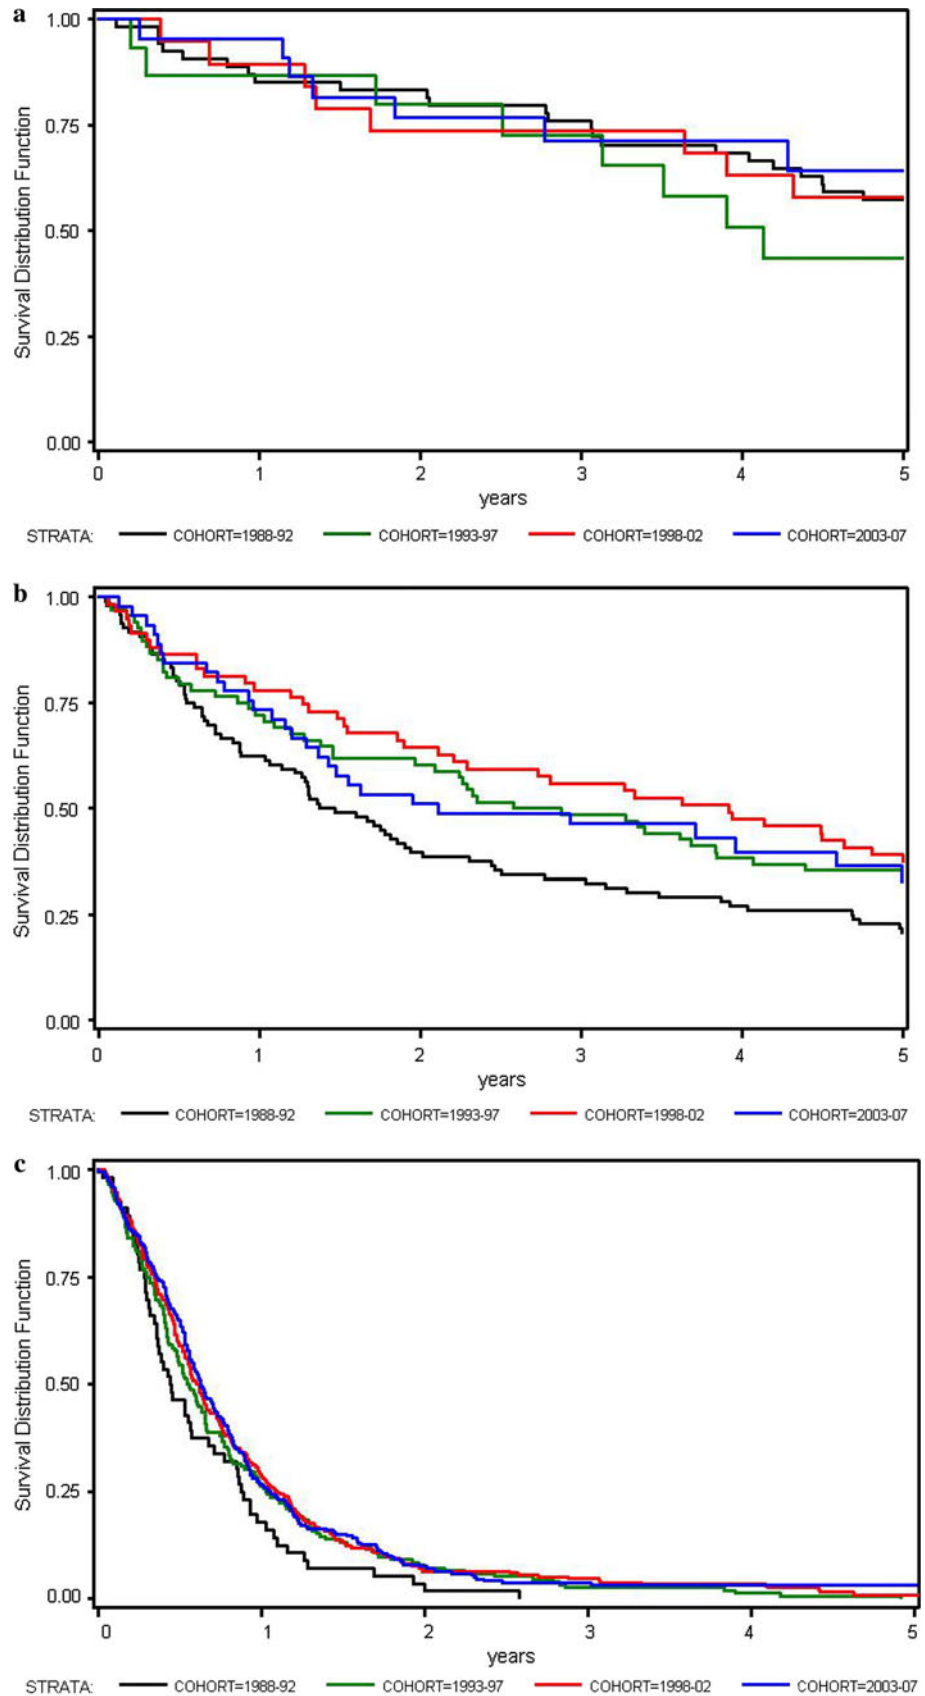 a
1.00
0.75
0.50
0.25
0.00
Survival Distribution Function
0 1 2 3 4 5
years
STRATA: COHORT=1988-92 COHORT=1993-97 COHORT=1998-02 COHORT=2003-07
b
1.00
0.75
0.50
0.25
0.00
Survival Distribution Function
0 1 2 3 4 5
years
STRATA: COHORT=1988-92 COHORT=1993-97 COHORT=1998-02 COHORT=2003-07
c
1.00
0.75
0.50
0.25
0.00
Survival Distribution Function
0 1 2 3 4 5
years
STRATA: COHORT=1988-92 COHORT=1993-97 COHORT=1998-02 COHORT=2003-07